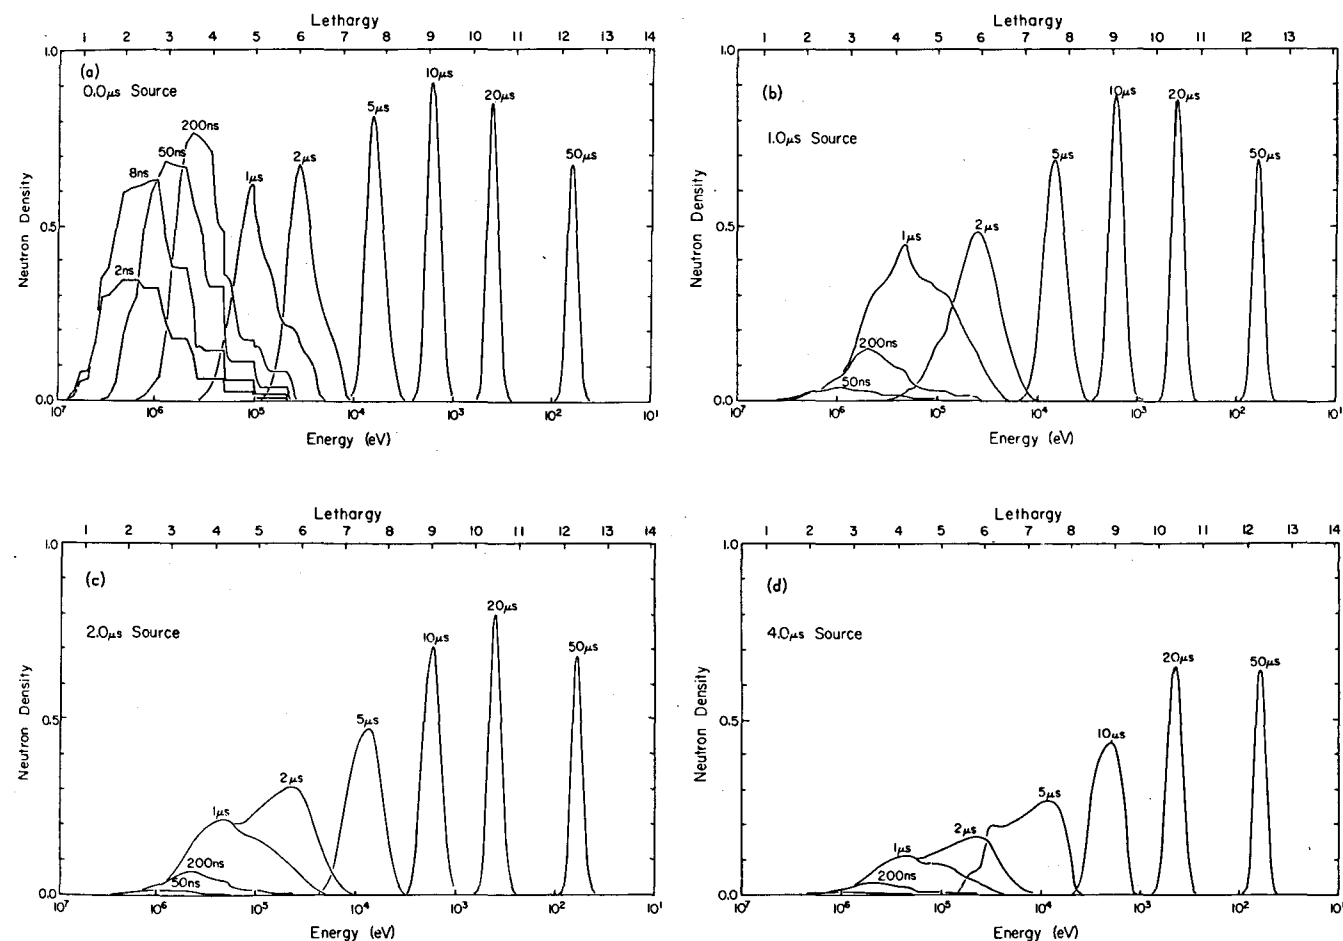 Lethargy
1 2 3 4 5 6 7 8 9 10 11 12 13 14
1.0
(a)
0.0μs Source
2ns
8ns
50ns
200ns
1μs
2μs
5μs
10μs
20μs
50μs
Neutron Density
0.5
0.0
10⁷ 10⁶ 10⁵ 10⁴ 10³ 10² 10¹
Energy (eV)
Lethargy
1 2 3 4 5 6 7 8 9 10 11 12 13
1.0
(b)
1.0μs Source
50ns
200ns
1μs
2μs
5μs
10μs
20μs
50μs
Neutron Density
0.5
0.0
10⁷ 10⁶ 10⁵ 10⁴ 10³ 10² 10¹
Energy (eV)
Lethargy
1 2 3 4 5 6 7 8 9 10 11 12 13 14
1.0
(c)
2.0μs Source
50ns
200ns
1μs
2μs
5μs
10μs
20μs
50μs
Neutron Density
0.5
0.0
10⁷ 10⁶ 10⁵ 10⁴ 10³ 10² 10¹
Energy (eV)
Lethargy
1 2 3 4 5 6 7 8 9 10 11 12 13 14
1.0
(d)
4.0μs Source
200ns
1μs
2μs
5μs
10μs
20μs
50μs
Neutron Density
0.5
0.0
10⁷ 10⁶ 10⁵ 10⁴ 10³ 10² 10¹
Energy (eV)